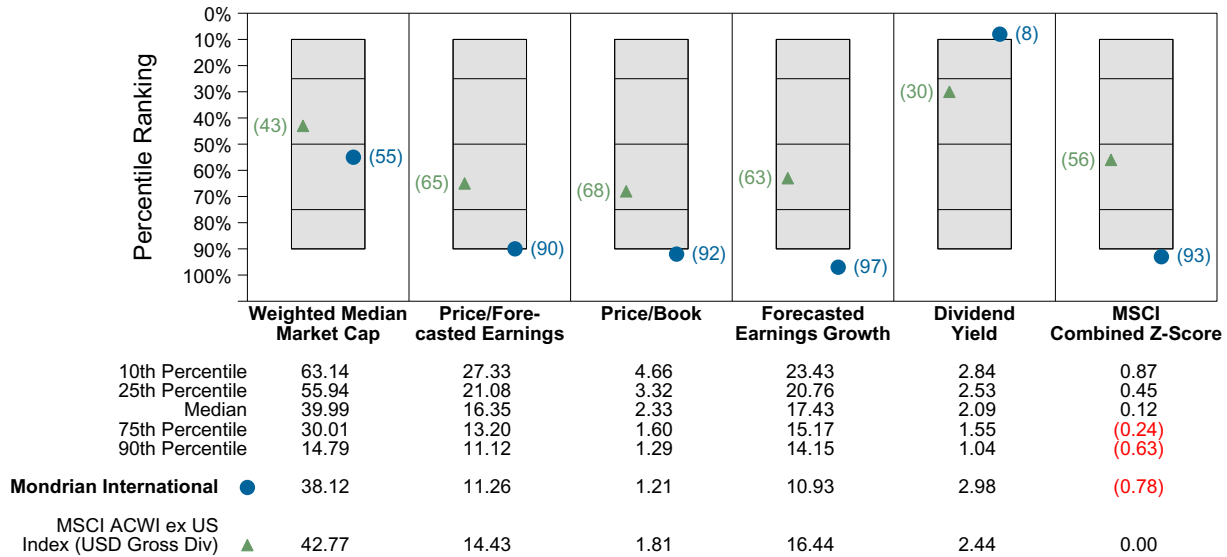 Percentile Ranking
0%
10%
20%
30%
40%
50%
60%
70%
80%
90%
100%
(43)
(55)
(65)
(90)
(68)
(92)
(63)
(97)
(30)
(8)
(56)
(93)
Weighted Median
Market Cap
Price/Fore-
casted Earnings
Price/Book
Forecasted
Earnings Growth
Dividend
Yield
MSCI
Combined Z-Score
10th Percentile 63.14 27.33 4.66 23.43 2.84 0.87
25th Percentile 55.94 21.08 3.32 20.76 2.53 0.45
Median 39.99 16.35 2.33 17.43 2.09 0.12
75th Percentile 30.01 13.20 1.60 15.17 1.55 (0.24)
90th Percentile 14.79 11.12 1.29 14.15 1.04 (0.63)
Mondrian International 38.12 11.26 1.21 10.93 2.98 (0.78)
MSCI ACWI ex US
Index (USD Gross Div) 42.77 14.43 1.81 16.44 2.44 0.00